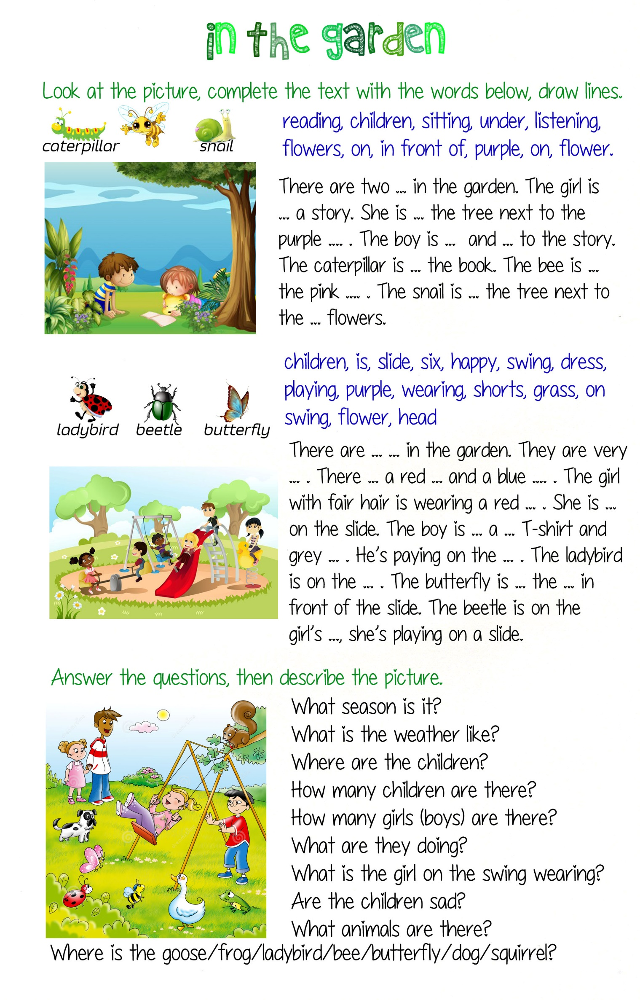 in the garden
Look at the picture, complete the text with the words below, draw lines.
caterpillar
snail
reading, children, sitting, under, listening,
flowers, on, in front of, purple, on, flower.
There are two .... in the garden. The girl is
.... a story. She is .... the tree next to the
purple ..... . The boy is .... and .... to the story.
The caterpillar is .... the book. The bee is ....
the pink ..... . The snail is .... the tree next to
the .... flowers.
ladybird
beetle
butterfly
children, is, slide, six, happy, swing, dress,
playing, purple, wearing, shorts, grass, on
swing, flower, head
There are .... .... in the garden. They are very
.... . There .... a red .... and a blue ..... . The girl
with fair hair is wearing a red .... . She is ....
on the slide. The boy is .... a .... T-shirt and
grey .... . He's paying on the .... . The ladybird
is on the .... . The butterfly is .... the .... in
front of the slide. The beetle is on the
girl's ...., she's playing on a slide.
Answer the questions, then describe the picture.
What season is it?
What is the weather like?
Where are the children?
How many children are there?
How many girls (boys) are there?
What are they doing?
What is the girl on the swing wearing?
Are the children sad?
What animals are there?
Where is the goose/frog/ladybird/bee/butterfly/dog/squirrel?